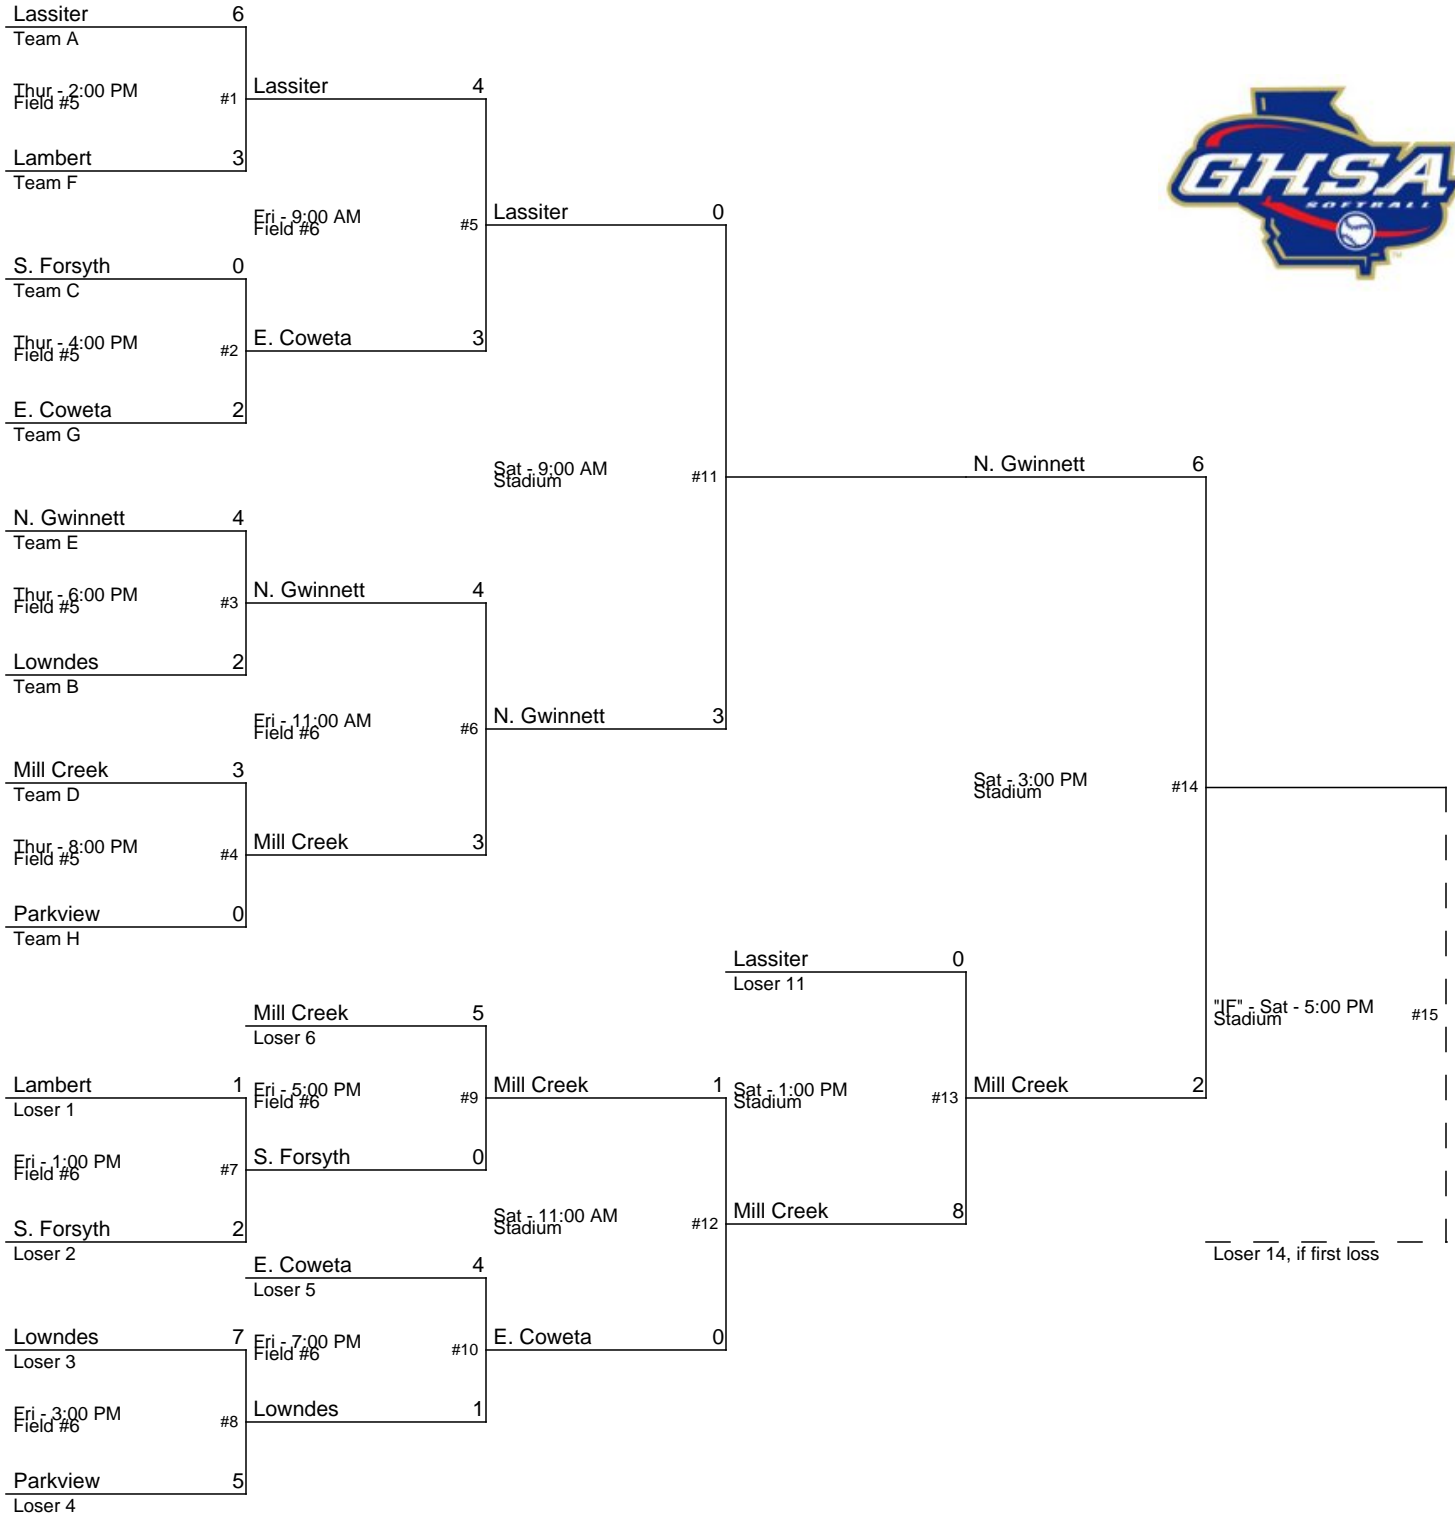 Lassiter 6
Team A
Thur - 2:00 PM
Field #5
#1
Lambert 3
Team F
Lassiter 4
Fri - 9:00 AM
Field #6
#5
S. Forsyth 0
Team C
Thur - 4:00 PM
Field #5
#2
E. Coweta 2
Team G
E. Coweta 3
Lassiter 0
Sat - 9:00 AM
Stadium
#11
N. Gwinnett 4
Team E
Thur - 6:00 PM
Field #5
#3
Lowndes 2
Team B
N. Gwinnett 4
Fri - 11:00 AM
Field #6
#6
Mill Creek 3
Team D
Thur - 8:00 PM
Field #5
#4
Parkview 0
Team H
Mill Creek 3
N. Gwinnett 3
GHSA
SOFTBALL
TM
N. Gwinnett 6
Sat - 3:00 PM
Stadium
#14
Mill Creek 5
Loser 6
Fri - 5:00 PM
Field #6
#9
Lambert 1
Loser 1
Fri - 1:00 PM
Field #6
#7
S. Forsyth 2
Loser 2
S. Forsyth 0
Mill Creek 1
Sat - 11:00 AM
Stadium
#12
E. Coweta 4
Loser 5
Fri - 7:00 PM
Field #6
#10
Lowndes 7
Loser 3
Fri - 3:00 PM
Field #6
#8
Parkview 5
Loser 4
Lowndes 1
E. Coweta 0
Lassiter 0
Loser 11
Sat - 1:00 PM
Stadium
#13
Mill Creek 8
Mill Creek 2
"IF" - Sat - 5:00 PM
Stadium
#15
Loser 14, if first loss